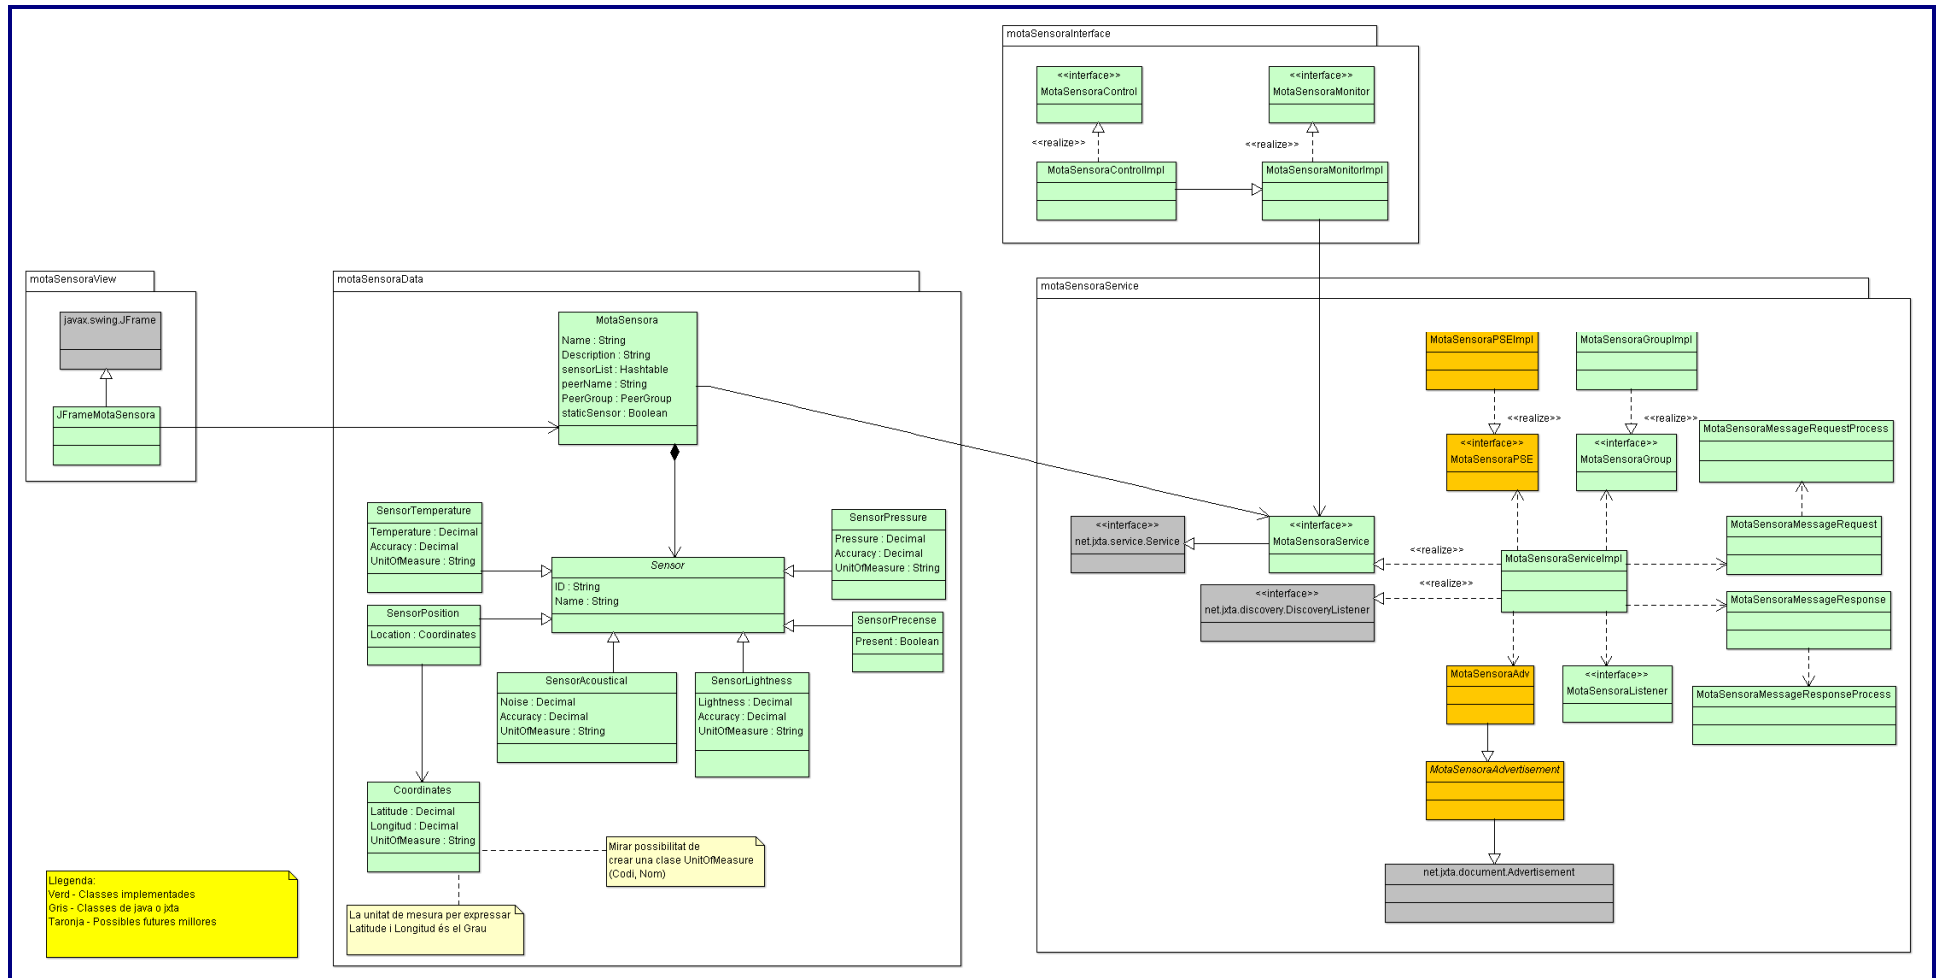 motaSensoraInterface
<<interface>>
MotaSensoraControl
<<interface>>
MotaSensoraMonitor
<<realize>>
<<realize>>
MotaSensoraControlImpl
MotaSensoraMonitorImpl
motaSensoraView
javax.swing.JFrame
JFrameMotaSensora
motaSensoraData
MotaSensora
Name : String
Description : String
sensorList : Hashtable
peerName : String
PeerGroup : PeerGroup
staticSensor : Boolean
SensorTemperature
Temperature : Decimal
Accuracy : Decimal
UnitOfMeasure : String
SensorPressure
Pressure : Decimal
Accuracy : Decimal
UnitOfMeasure : String
Sensor
ID : String
Name : String
SensorPosition
Location : Coordinates
SensorPrecense
Present : Boolean
SensorAcoustical
Noise : Decimal
Accuracy : Decimal
UnitOfMeasure : String
SensorLightness
Lightness : Decimal
Accuracy : Decimal
UnitOfMeasure : String
Coordinates
Latitude : Decimal
Longitud : Decimal
UnitOfMeasure : String
Mirar possibilitat de
crear una clase UnitOfMeasure
(Codi, Nom)
La unitat de mesura per expressar
Latitude i Longitud és el Grau
Llegenda:
Verd - Classes implementades
Gris - Classes de java o jxta
Taronja - Possibles futures millores
motaSensoraService
MotaSensoraPSEImpl
MotaSensoraGroupImpl
<<realize>>
<<realize>>
<<interface>>
MotaSensoraPSE
<<interface>>
MotaSensoraGroup
MotaSensoraMessageRequestProcess
<<interface>>
net.jxta.service.Service
<<interface>>
MotaSensoraService
<<realize>>
MotaSensoraServiceImpl
MotaSensoraMessageRequest
<<interface>>
net.jxta.discovery.DiscoveryListener
<<realize>>
MotaSensoraMessageResponse
MotaSensoraAdv
<<interface>>
MotaSensoraListener
MotaSensoraMessageResponseProcess
MotaSensoraAdvertisement
net.jxta.document.Advertisement